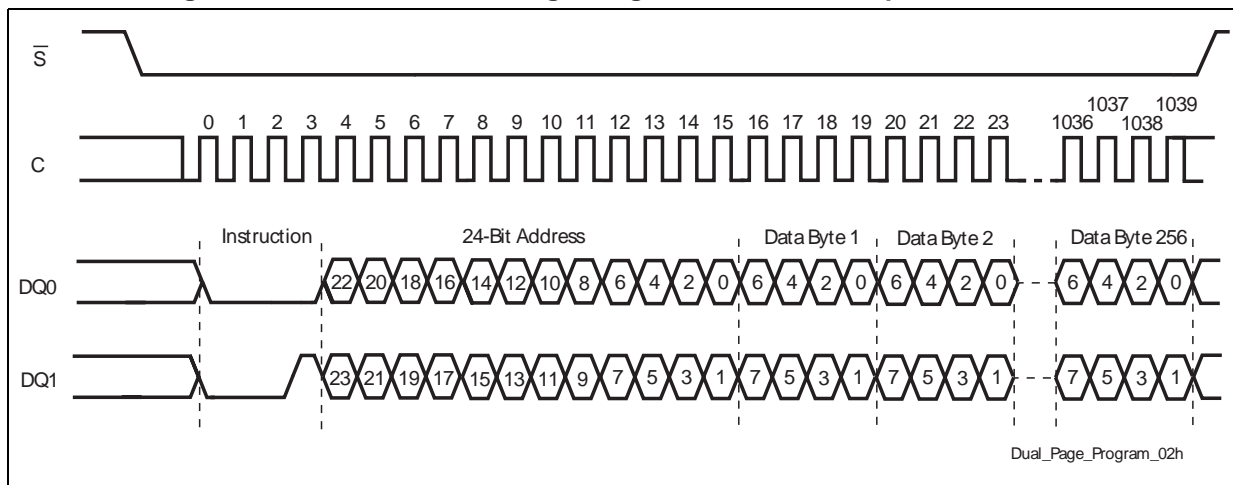 S
1037 1039
0 1 2 3 4 5 6 7 8 9 10 11 12 13 14 15 16 17 18 19 20 21 22 23 1036 1038
C
Instruction 24-Bit Address Data Byte 1 Data Byte 2 Data Byte 256
DQ0 22 20 18 16 14 12 10 8 6 4 2 0 6 4 2 0 6 4 2 0 6 4 2 0
DQ1 23 21 19 17 15 13 11 9 7 5 3 1 7 5 3 1 7 5 3 1 7 5 3 1
Dual_Page_Program_02h